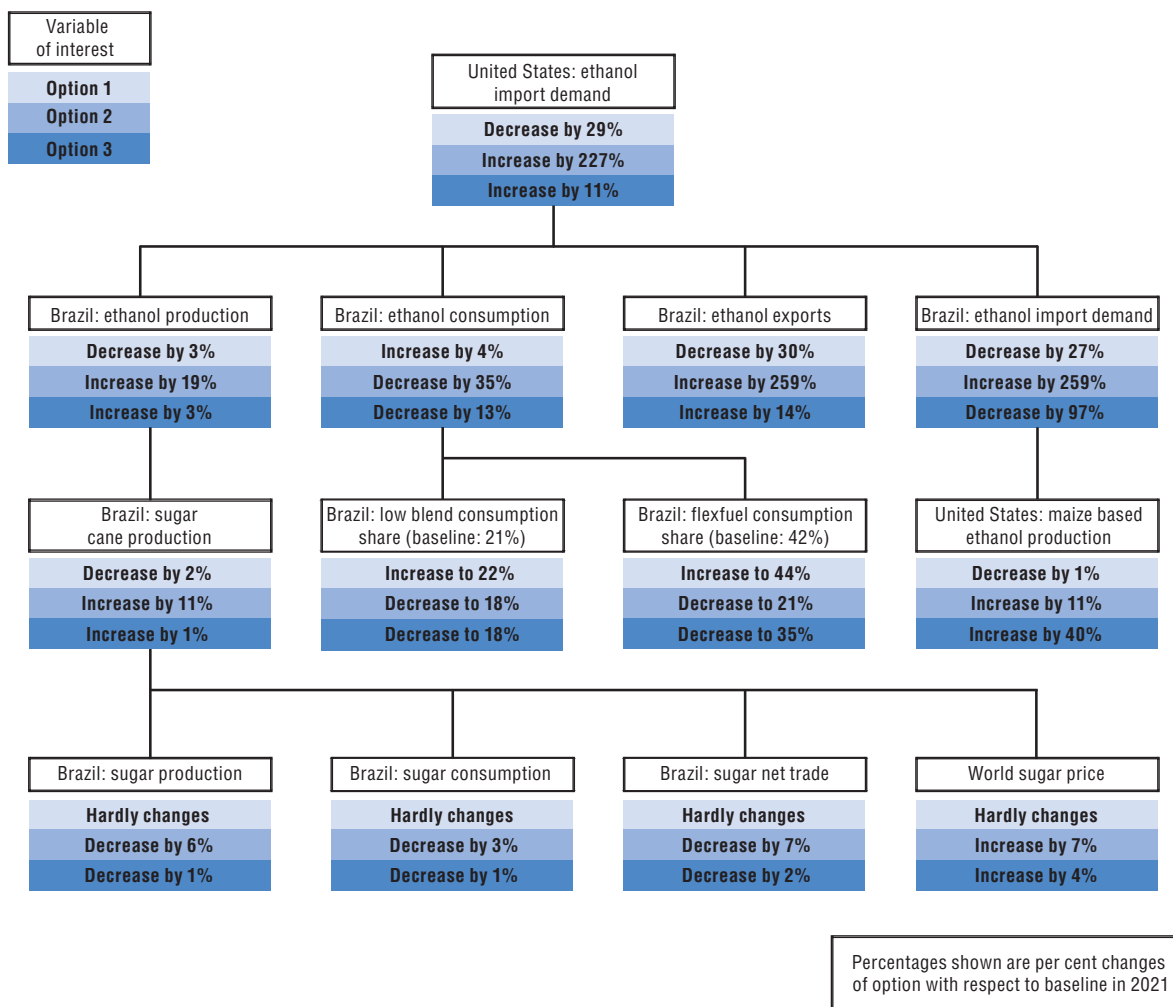 Variable
of interest
Option 1
Option 2
Option 3
United States: ethanol
import demand
Decrease by 29%
Increase by 227%
Increase by 11%
Brazil: ethanol production
Decrease by 3%
Increase by 19%
Increase by 3%
Brazil: ethanol consumption
Increase by 4%
Decrease by 35%
Decrease by 13%
Brazil: ethanol exports
Decrease by 30%
Increase by 259%
Increase by 14%
Brazil: ethanol import demand
Decrease by 27%
Increase by 259%
Decrease by 97%
Brazil: sugar
cane production
Decrease by 2%
Increase by 11%
Increase by 1%
Brazil: low blend consumption
share (baseline: 21%)
Increase to 22%
Decrease to 18%
Decrease to 18%
Brazil: flexfuel consumption
share (baseline: 42%)
Increase to 44%
Decrease to 21%
Decrease to 35%
United States: maize based
ethanol production
Decrease by 1%
Increase by 11%
Increase by 40%
Brazil: sugar production
Hardly changes
Decrease by 6%
Decrease by 1%
Brazil: sugar consumption
Hardly changes
Decrease by 3%
Decrease by 1%
Brazil: sugar net trade
Hardly changes
Decrease by 7%
Decrease by 2%
World sugar price
Hardly changes
Increase by 7%
Increase by 4%
Percentages shown are per cent changes
of option with respect to baseline in 2021